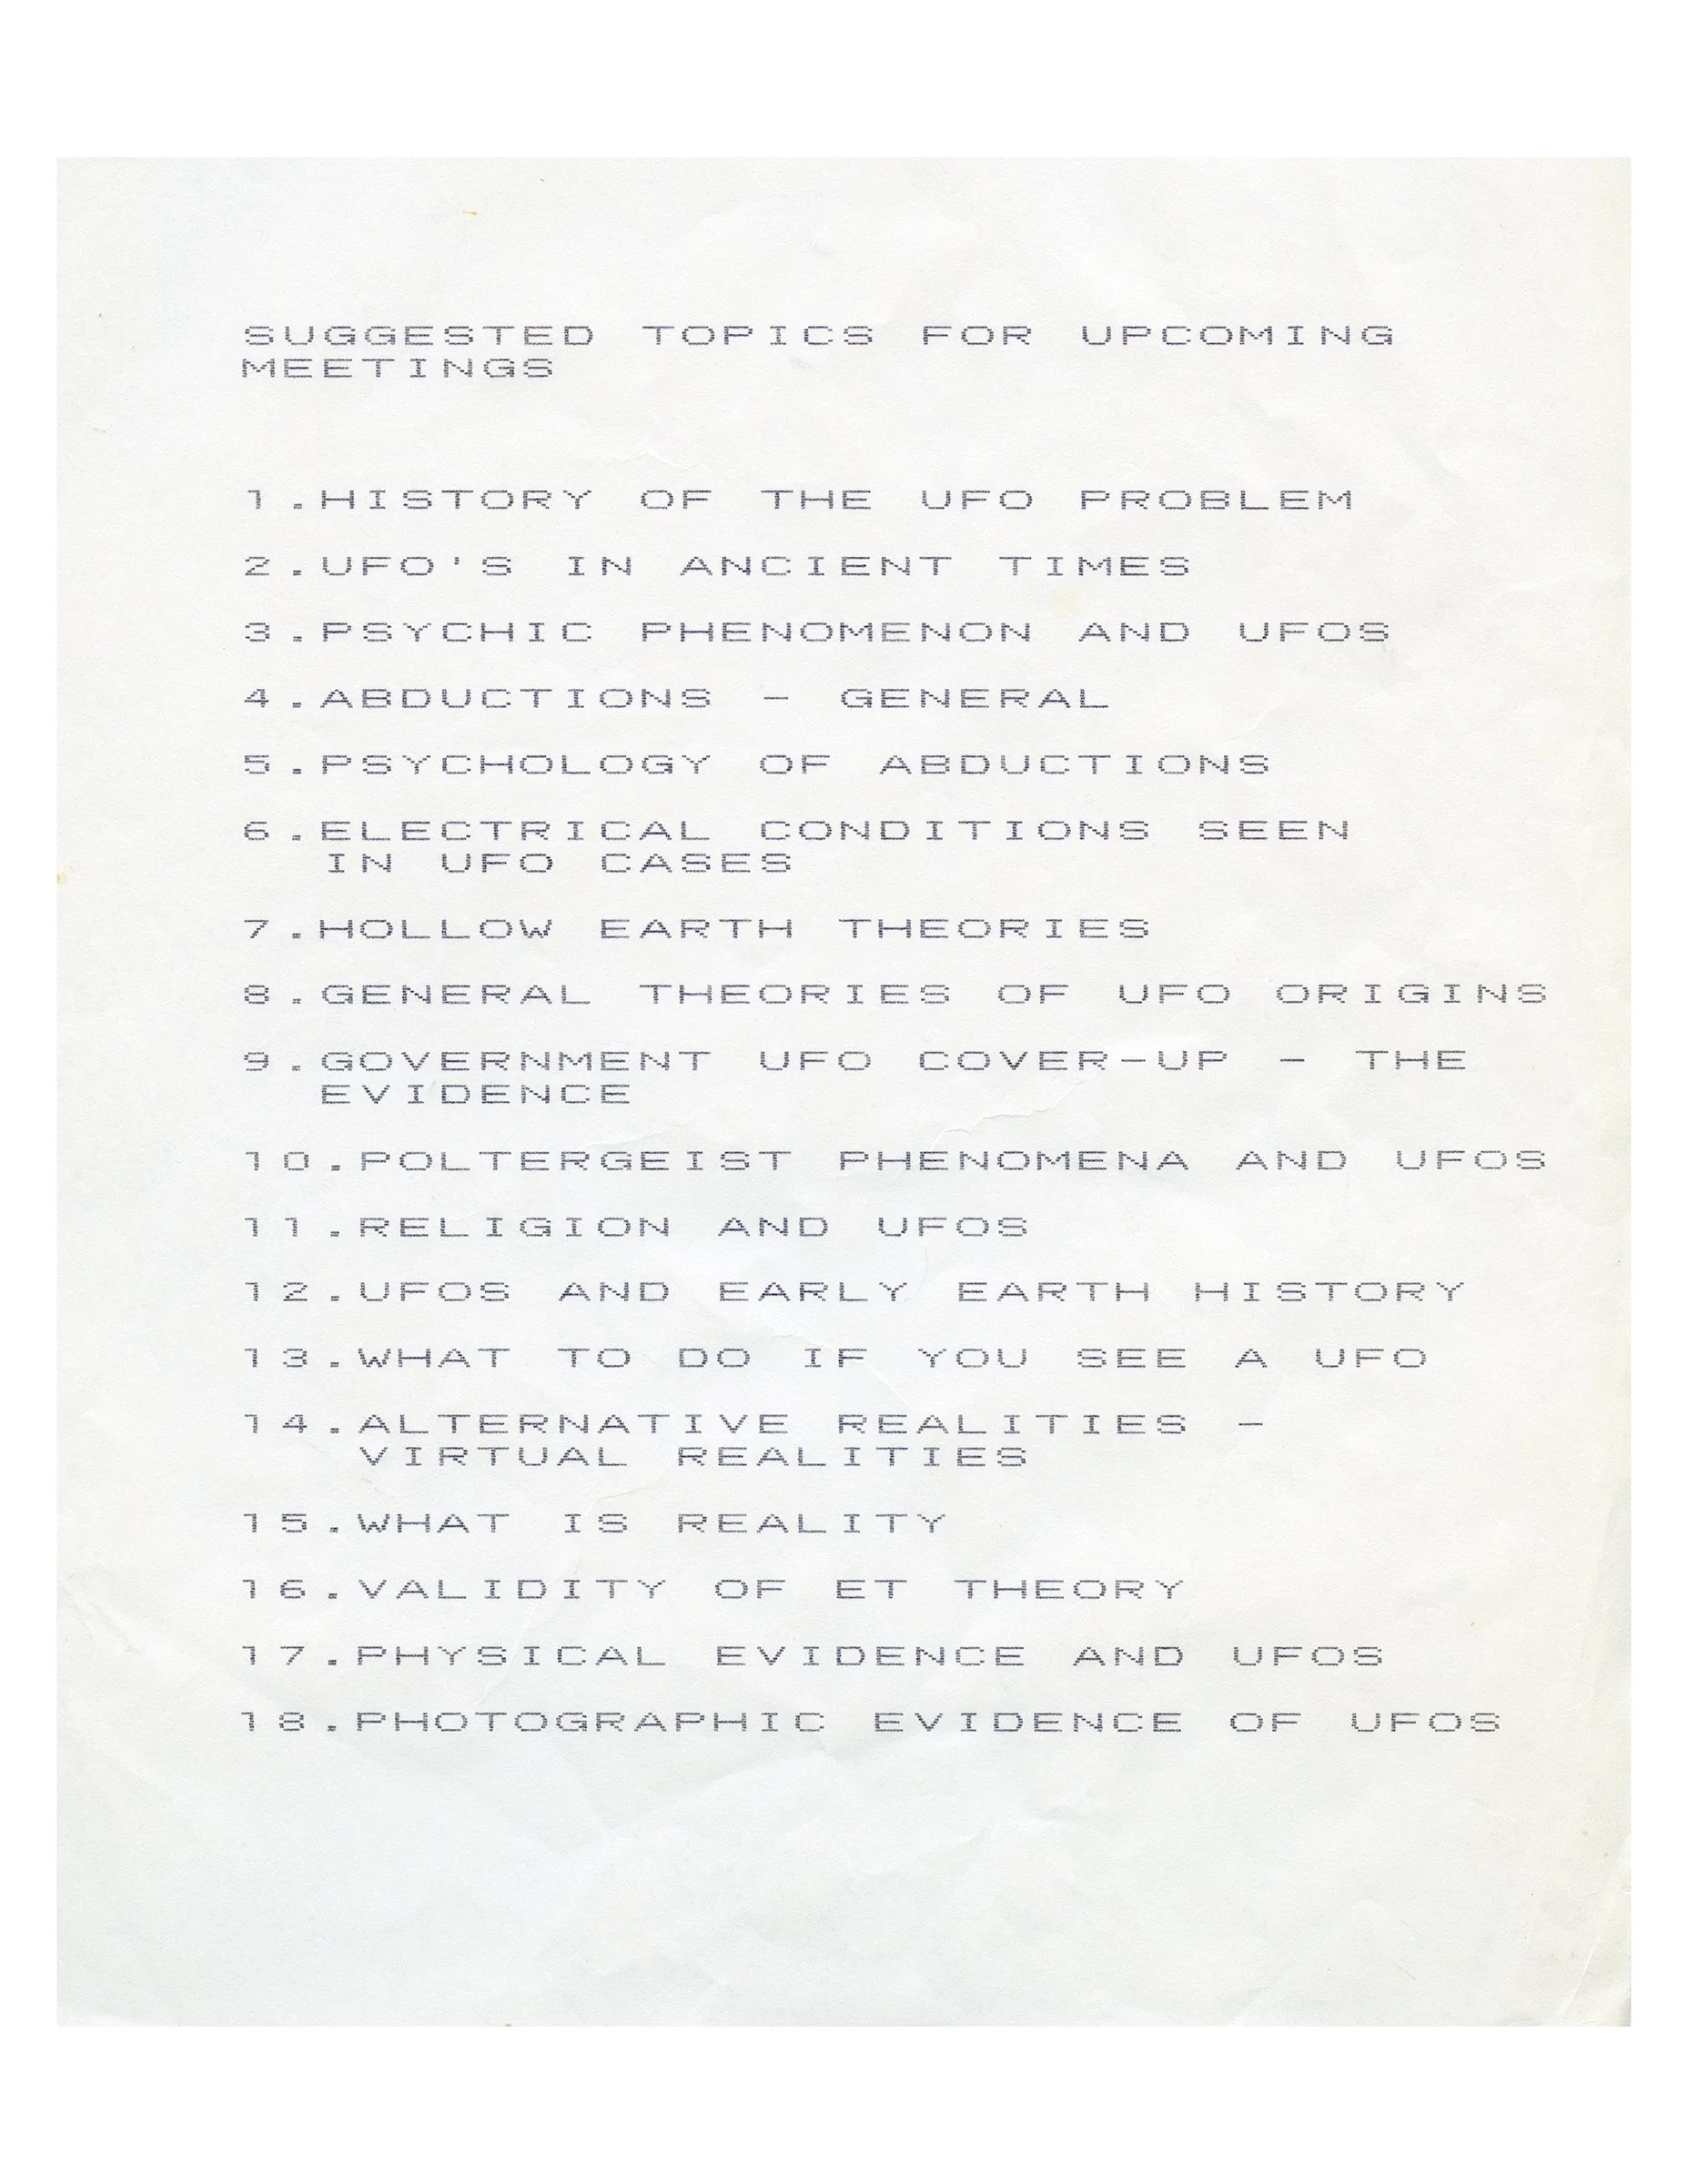 SUGGESTED TOPICS FOR UPCOMING
MEETINGS
1.HISTORY OF THE UFO PROBLEM
2.UFO'S IN ANCIENT TIMES
3.PSYCHIC PHENOMENON AND UFOS
4.ABDUCTIONS - GENERAL
5.PSYCHOLOGY OF ABDUCTIONS
6.ELECTRICAL CONDITIONS SEEN
IN UFO CASES
7.HOLLOW EARTH THEORIES
8.GENERAL THEORIES OF UFO ORIGINS
9.GOVERNMENT UFO COVER-UP - THE
EVIDENCE
10.POLTERGEIST PHENOMENA AND UFOS
11.RELIGION AND UFOS
12.UFOS AND EARLY EARTH HISTORY
13.WHAT TO DO IF YOU SEE A UFO
14.ALTERNATIVE REALITIES -
VIRTUAL REALITIES
15.WHAT IS REALITY
16.VALIDITY OF ET THEORY
17.PHYSICAL EVIDENCE AND UFOS
18.PHOTOGRAPHIC EVIDENCE OF UFOS